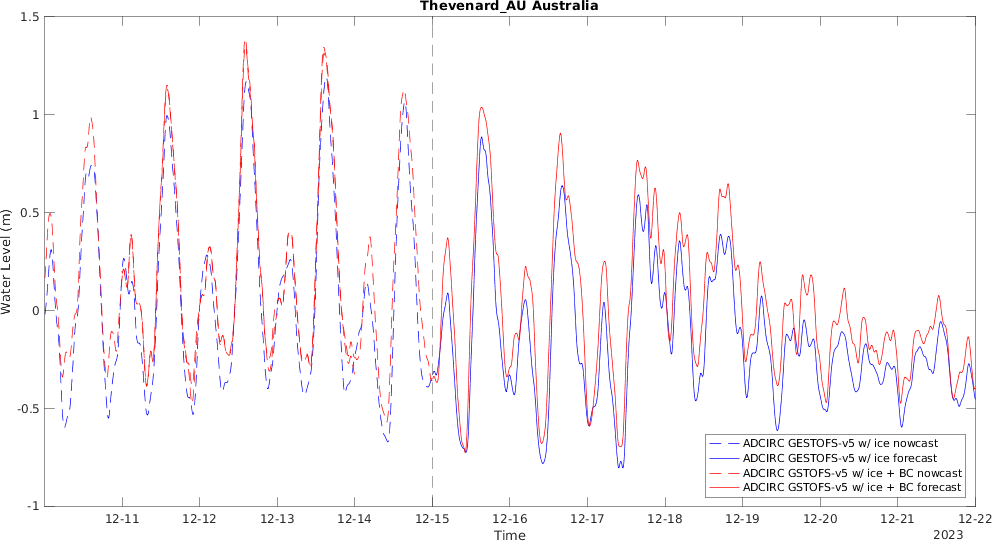 Thevenard_AU Australia
1.5
1
0.5
0
-0.5
-1
Water Level (m)
12-11
12-12
12-13
12-14
12-15
12-16
12-17
12-18
12-19
12-20
12-21
12-22
2023
Time
ADCIRC GESTOFS-v5 w/ ice nowcast
ADCIRC GESTOFS-v5 w/ ice forecast
ADCIRC GSTOFS-v5 w/ ice + BC nowcast
ADCIRC GSTOFS-v5 w/ ice + BC forecast